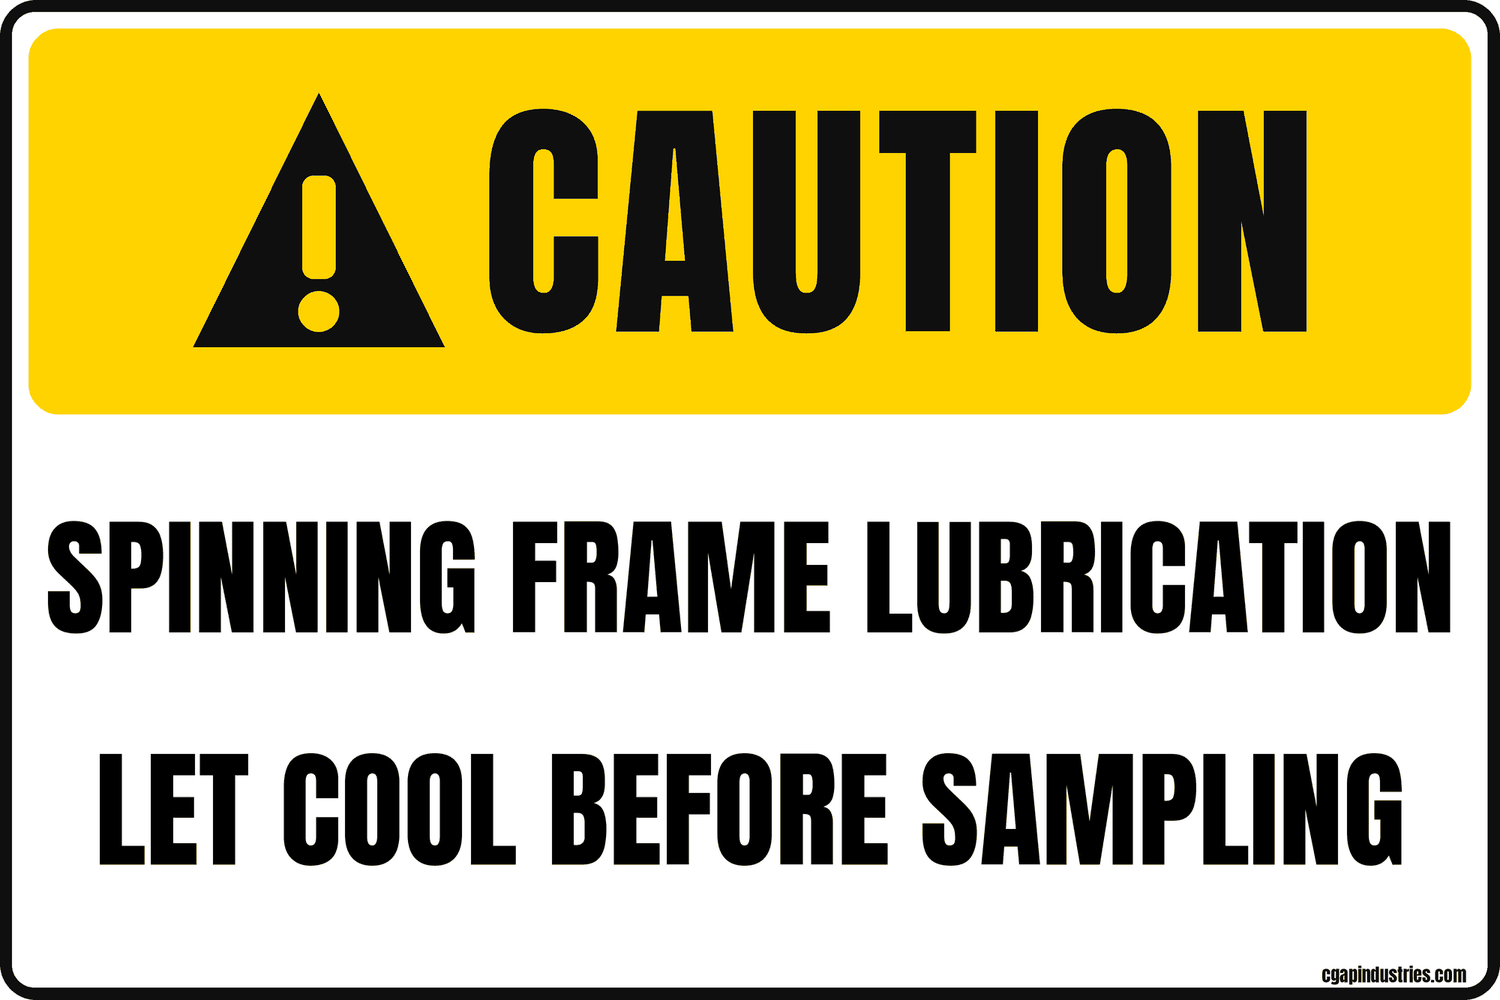 CAUTION
SPINNING FRAME LUBRICATION
LET COOL BEFORE SAMPLING
cgapindustries.com